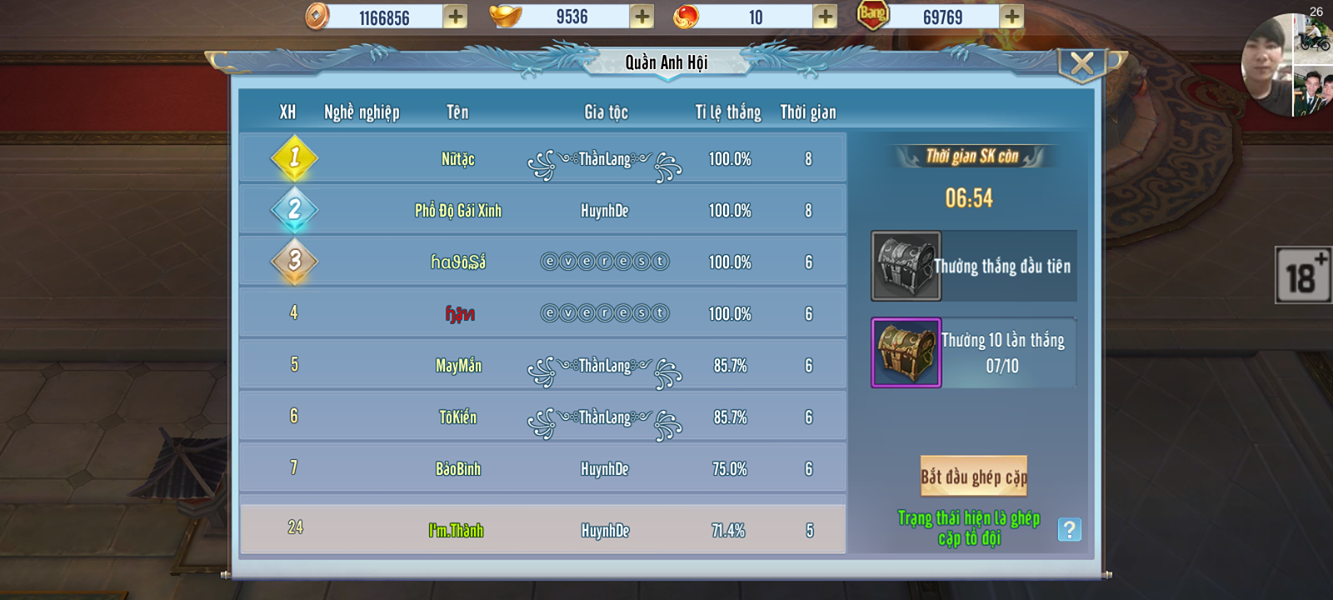 1166856
9536
10
Bang
69769
26
Quần Anh Hội
XH Nghề nghiệp Tên Gia tộc Tỉ lệ thắng Thời gian
1 Nữtặc ThầnLang 100.0% 8
2 Phổ Độ Gái Xinh HuynhDe 100.0% 8
3 ⓔⓥⓔⓡⓔⓢⓣ 100.0% 6
4 ⓔⓥⓔⓡⓔⓢⓣ 100.0% 6
5 MayMắn ThầnLang 85.7% 6
6 TôKiến ThầnLang 85.7% 6
7 BảoBình HuynhDe 75.0% 6
24 I'm.Thành HuynhDe 71.4% 5
Thời gian SK còn
06:54
Thưởng thắng đầu tiên
Thưởng 10 lần thắng
07/10
Bắt đầu ghép cặp
Trạng thái hiện là ghép
cặp tổ đội
?
18+